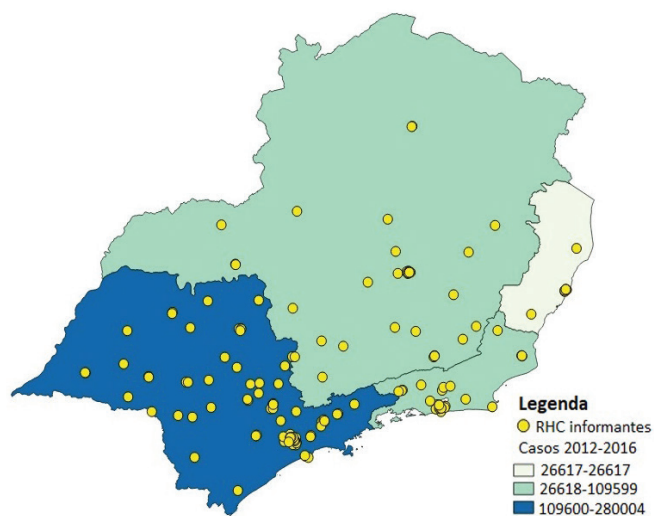 Legenda
RHC informantes
Casos 2012-2016
26617-26617
26618-109599
109600-280004